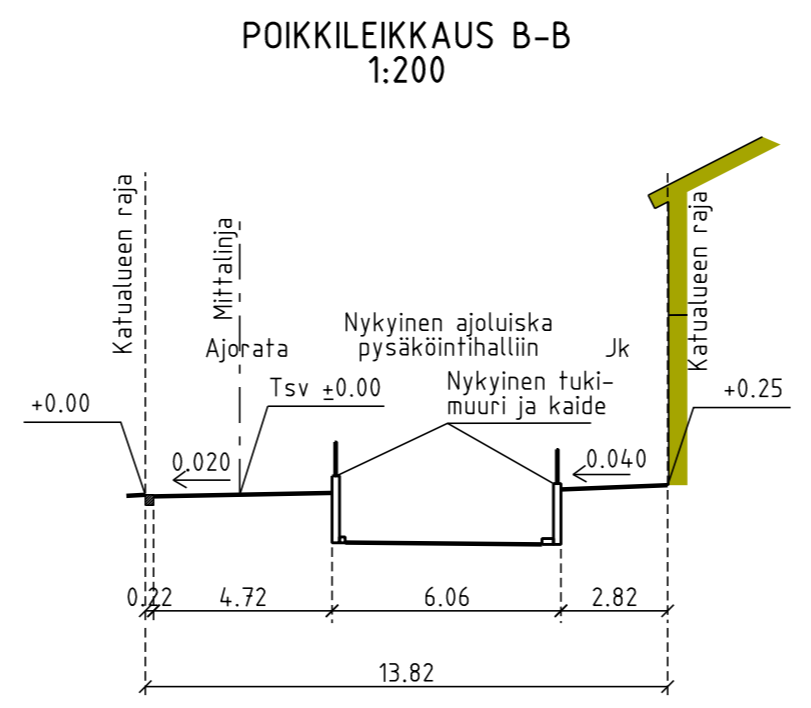 POIKKILEIKKAUS B-B
1:200
Katualueen raja
Mittalinja
Katualueen raja
Ajorata
Nykyinen ajoluiska
pysäköintihalliin
Jk
+0.00
Tsv ±0.00
Nykyinen tuki-
muuri ja kaide
+0.25
0.020
0.040
0.22
4.72
6.06
2.82
13.82